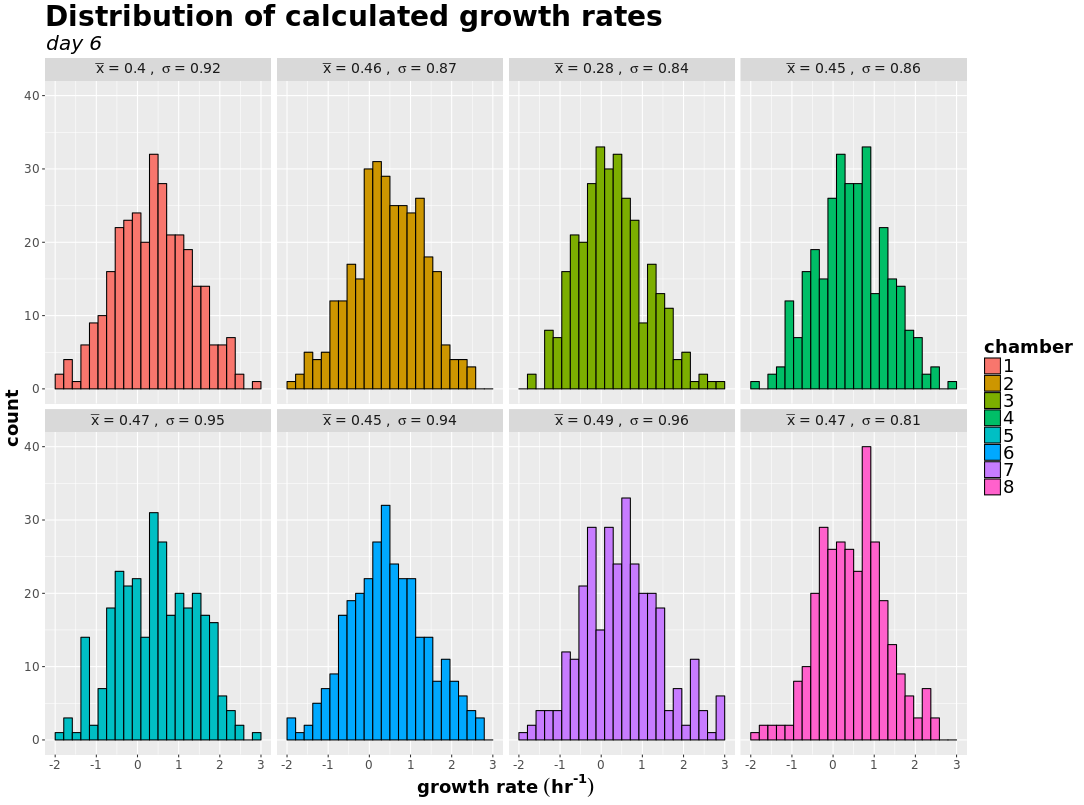 Distribution of calculated growth rates
day 6
x̅ = 0.4 , σ = 0.92
x̅ = 0.46 , σ = 0.87
x̅ = 0.28 , σ = 0.84
x̅ = 0.45 , σ = 0.86
40
30
20
10
0
x̅ = 0.47 , σ = 0.95
x̅ = 0.45 , σ = 0.94
x̅ = 0.49 , σ = 0.96
x̅ = 0.47 , σ = 0.81
40
30
20
10
0
-2 -1 0 1 2 3
-2 -1 0 1 2 3
-2 -1 0 1 2 3
-2 -1 0 1 2 3
growth rate (hr⁻¹)
count
chamber
1
2
3
4
5
6
7
8